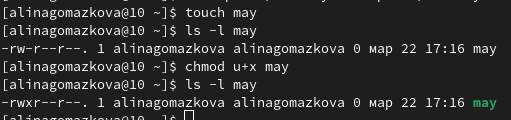 [alinagomazkova@10 ~]$ touch may
[alinagomazkova@10 ~]$ ls -l may
-rw-r--r--. 1 alinagomazkova alinagomazkova 0 мар 22 17:16 may
[alinagomazkova@10 ~]$ chmod u+x may
[alinagomazkova@10 ~]$ ls -l may
-rwxr--r--. 1 alinagomazkova alinagomazkova 0 мар 22 17:16 may
[alinagomazkova@10 ~]$